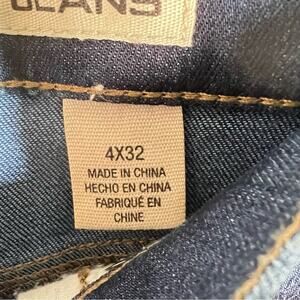 JEANS
4X32
MADE IN CHINA
HECHO EN CHINA
FABRIQUÉ EN
CHINE